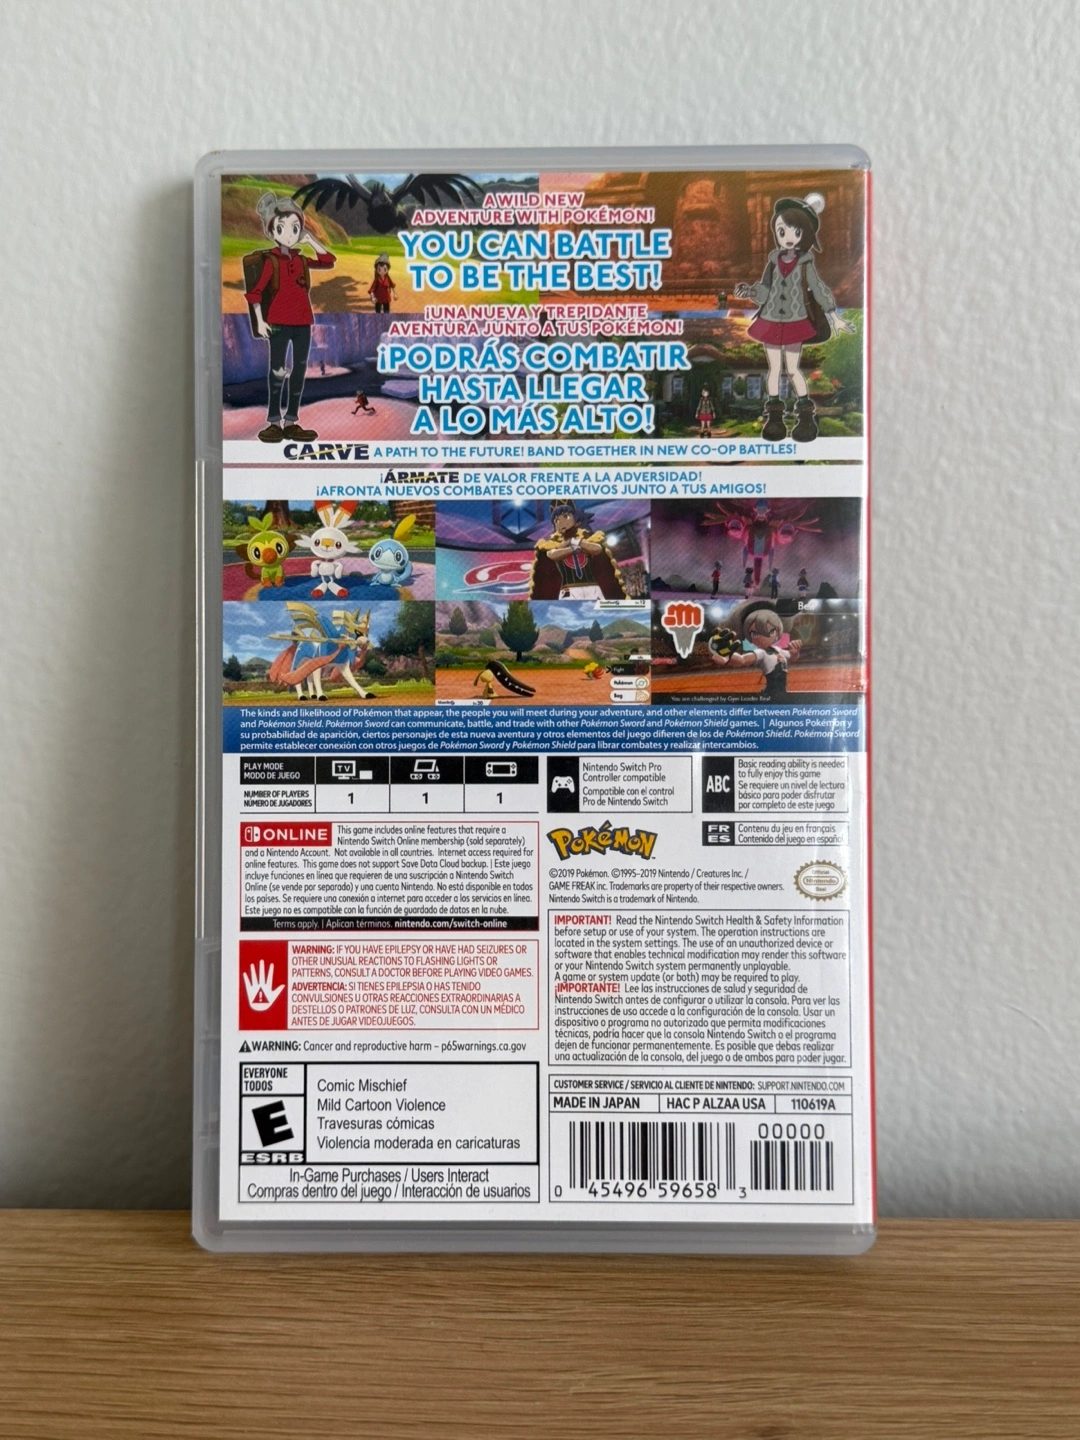 A WILD NEW
ADVENTURE WITH POKÉMON!
YOU CAN BATTLE
TO BE THE BEST!
¡UNA NUEVA Y TREPIDANTE
AVENTURA JUNTO A TUS POKÉMON!
¡PODRÁS COMBATIR
HASTA LLEGAR
A LO MÁS ALTO!
CARVE A PATH TO THE FUTURE! BAND TOGETHER IN NEW CO-OP BATTLES!
¡ÁRMATE DE VALOR FRENTE A LA ADVERSIDAD!
¡AFRONTA NUEVOS COMBATES COOPERATIVOS JUNTO A TUS AMIGOS!
Be
Fight
Pokémon
Bag
You are challenged by Gym Leader Bea!
The kinds and likelihood of Pokémon that appear, the people you will meet during your adventure, and other elements differ between Pokémon Sword
and Pokémon Shield. Pokémon Sword can communicate, battle, and trade with other Pokémon Sword and Pokémon Shield games. | Algunos Pokémon y
su probabilidad de aparición, ciertos personajes de esta nueva aventura y otros elementos del juego difieren de los de Pokémon Shield. Pokémon Sword
permite establecer conexión con otros juegos de Pokémon Sword y Pokémon Shield para librar combates y realizar intercambios.
PLAY MODE
MODO DE JUEGO
TV
NUMBER OF PLAYERS
NÚMERO DE JUGADORES
1
1
1
Nintendo Switch Pro
Controller compatible
Compatible con el control
Pro de Nintendo Switch
ABC
Basic reading ability is needed
to fully enjoy this game
Se requiere un nivel de lectura
básico para poder disfrutar
por completo de este juego
ONLINE
This game includes online features that require a
Nintendo Switch Online membership (sold separately)
and a Nintendo Account. Not available in all countries. Internet access required for
online features. This game does not support Save Data Cloud backup. | Este juego
incluye funciones en línea que requieren de una suscripción a Nintendo Switch
Online (se vende por separado) y una cuenta Nintendo. No está disponible en todos
los países. Se requiere una conexión a internet para acceder a los servicios en línea.
Este juego no es compatible con la función de guardado de datos en la nube.
Terms apply. | Aplican términos. nintendo.com/switch-online
Pokémon™
FR
ES
Contenu du jeu en français
Contenido del juego en español
©2019 Pokémon. ©1995–2019 Nintendo / Creatures Inc. /
GAME FREAK inc. Trademarks are property of their respective owners.
Nintendo Switch is a trademark of Nintendo.
Official
Nintendo
Seal
WARNING: IF YOU HAVE EPILEPSY OR HAVE HAD SEIZURES OR
OTHER UNUSUAL REACTIONS TO FLASHING LIGHTS OR
PATTERNS, CONSULT A DOCTOR BEFORE PLAYING VIDEO GAMES.
ADVERTENCIA: SI TIENES EPILEPSIA O HAS TENIDO
CONVULSIONES U OTRAS REACCIONES EXTRAORDINARIAS A
DESTELLOS O PATRONES DE LUZ, CONSULTA CON UN MÉDICO
ANTES DE JUGAR VIDEOJUEGOS.
WARNING: Cancer and reproductive harm – p65warnings.ca.gov
IMPORTANT! Read the Nintendo Switch Health & Safety Information
before setup or use of your system. The operation instructions are
located in the system settings. The use of an unauthorized device or
software that enables technical modification may render this software
or your Nintendo Switch system permanently unplayable.
A game or system update (or both) may be required to play.
¡IMPORTANTE! Lee las instrucciones de salud y seguridad de
Nintendo Switch antes de configurar o utilizar la consola. Para ver las
instrucciones de uso accede a la configuración de la consola. Usar un
dispositivo o programa no autorizado que permita modificaciones
técnicas, podría hacer que la consola Nintendo Switch o el programa
dejen de funcionar permanentemente. Es posible que debas realizar
una actualización de la consola, del juego o de ambos para poder jugar.
EVERYONE
TODOS
E
ESRB
Comic Mischief
Mild Cartoon Violence
Travesuras cómicas
Violencia moderada en caricaturas
In-Game Purchases / Users Interact
Compras dentro del juego / Interacción de usuarios
CUSTOMER SERVICE / SERVICIO AL CLIENTE DE NINTENDO: SUPPORT.NINTENDO.COM
MADE IN JAPAN
HAC P ALZAA USA
110619A
00000
0 45496 59658 3